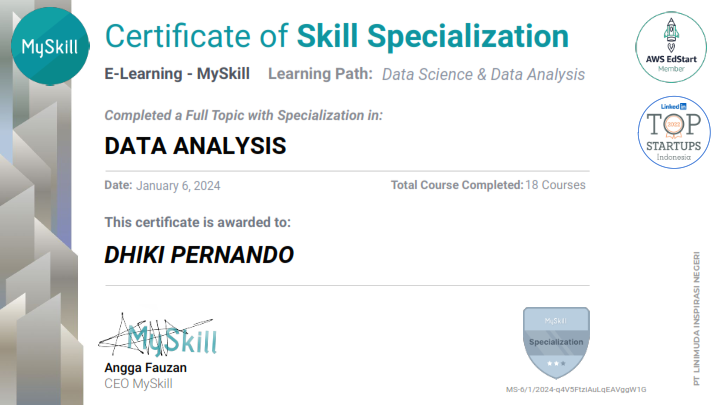 MySkill
Certificate of Skill Specialization
E-Learning - MySkill Learning Path: Data Science & Data Analysis
AWS EdStart
Member
Completed a Full Topic with Specialization in:
DATA ANALYSIS
LinkedIn
TOP
2022
STARTUPS
Indonesia
Date: January 6, 2024 Total Course Completed: 18 Courses
This certificate is awarded to:
DHIKI PERNANDO
PT LINIMUDA INSPIRASI NEGERI
MySkill
Angga Fauzan
CEO MySkill
MySkill
Specialization
MS-6/1/2024-q4V5FtziAuLqEAVggW1G